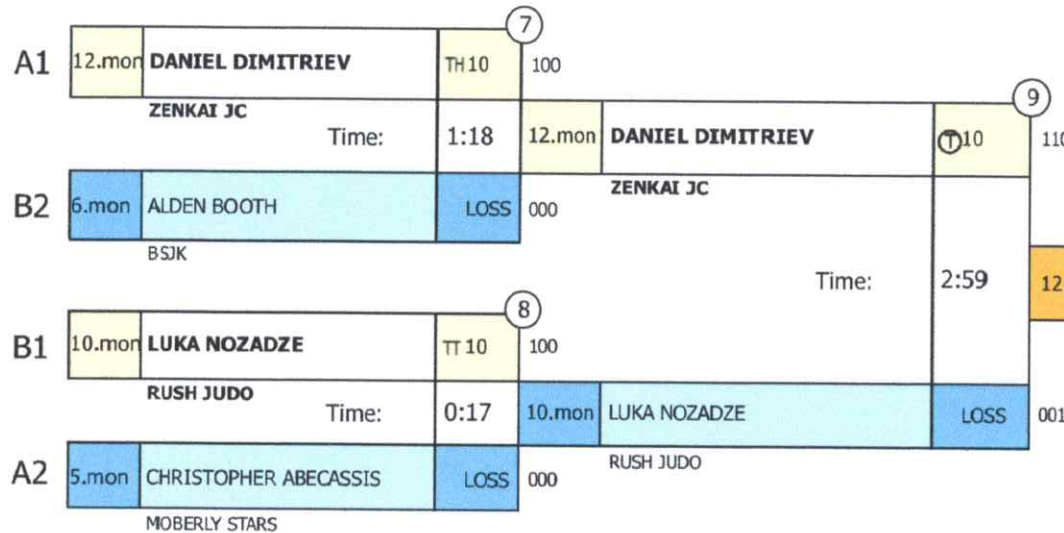 7
A1 12.mon DANIEL DIMITRIEV TH 10 100
ZENKAI JC
Time: 1:18
B2 6.mon ALDEN BOOTH LOSS 000
BSJK
8
B1 10.mon LUKA NOZADZE TT 10 100
RUSH JUDO
Time: 0:17
A2 5.mon CHRISTOPHER ABECASSIS LOSS 000
MOBERLY STARS
9
12.mon DANIEL DIMITRIEV T 10 110
ZENKAI JC
Time: 2:59
12
10.mon LUKA NOZADZE LOSS 001
RUSH JUDO